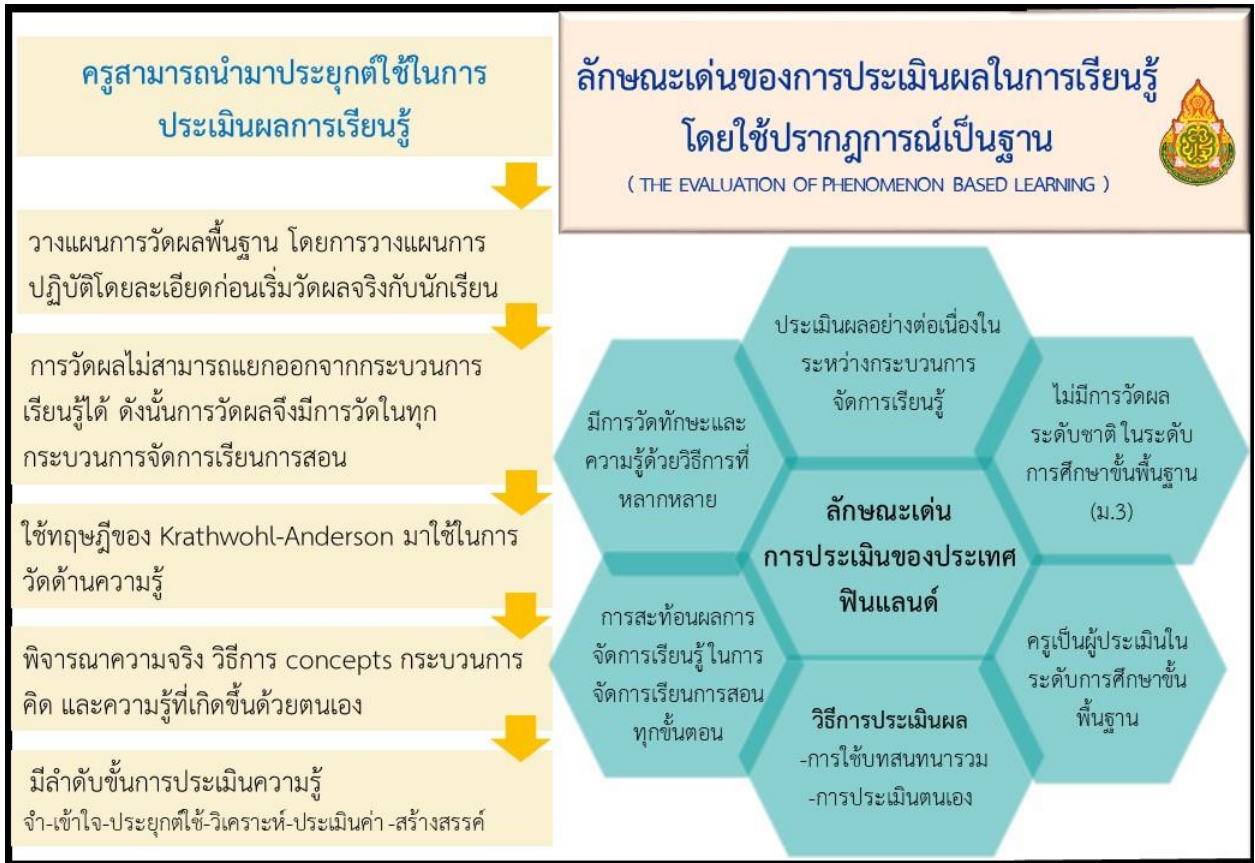 ครูสามารถนำมาประยุกต์ใช้ในการ
ประเมินผลการเรียนรู้
วางแผนการวัดผลพื้นฐาน โดยการวางแผนการ
ปฏิบัติโดยละเอียดก่อนเริ่มวัดผลจริงกับนักเรียน
การวัดผลไม่สามารถแยกออกจากกระบวนการ
เรียนรู้ได้ ดังนั้นการวัดผลจึงมีการวัดในทุก
กระบวนการจัดการเรียนการสอน
ใช้ทฤษฎีของ Krathwohl-Anderson มาใช้ในการ
วัดด้านความรู้
พิจารณาความจริง วิธีการ concepts กระบวนการ
คิด และความรู้ที่เกิดขึ้นด้วยตนเอง
มีลำดับขั้นการประเมินความรู้
จำ-เข้าใจ-ประยุกต์ใช้-วิเคราะห์-ประเมินค่า -สร้างสรรค์
ลักษณะเด่นของการประเมินผลในการเรียนรู้
โดยใช้ปรากฎการณ์เป็นฐาน
( THE EVALUATION OF PHENOMENON BASED LEARNING )
ประเมินผลอย่างต่อเนื่องใน
ระหว่างกระบวนการ
จัดการเรียนรู้
มีการวัดทักษะและ
ความรู้ด้วยวิธีการที่
หลากหลาย
ไม่มีการวัดผล
ระดับชาติ ในระดับ
การศึกษาขั้นพื้นฐาน
(ม.3)
ลักษณะเด่น
การประเมินของประเทศ
ฟินแลนด์
การสะท้อนผลการ
จัดการเรียนรู้ ในการ
จัดการเรียนการสอน
ทุกขั้นตอน
ครูเป็นผู้ประเมินใน
ระดับการศึกษาขั้น
พื้นฐาน
วิธีการประเมินผล
-การใช้บทสนทนารวม
-การประเมินตนเอง